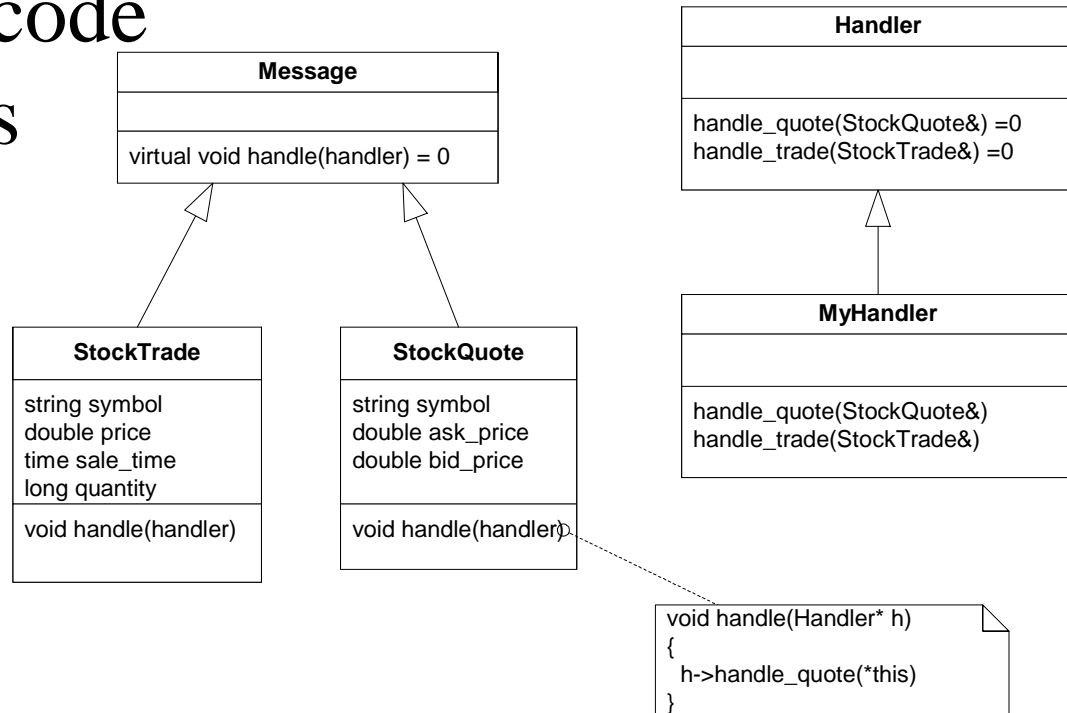 code
s
Message
virtual void handle(handler) = 0
Handler
handle_quote(StockQuote&) =0
handle_trade(StockTrade&) =0
StockTrade
string symbol
double price
time sale_time
long quantity
void handle(handler)
StockQuote
string symbol
double ask_price
double bid_price
void handle(handler)
MyHandler
handle_quote(StockQuote&)
handle_trade(StockTrade&)
void handle(Handler* h)
{
h->handle_quote(*this)
}